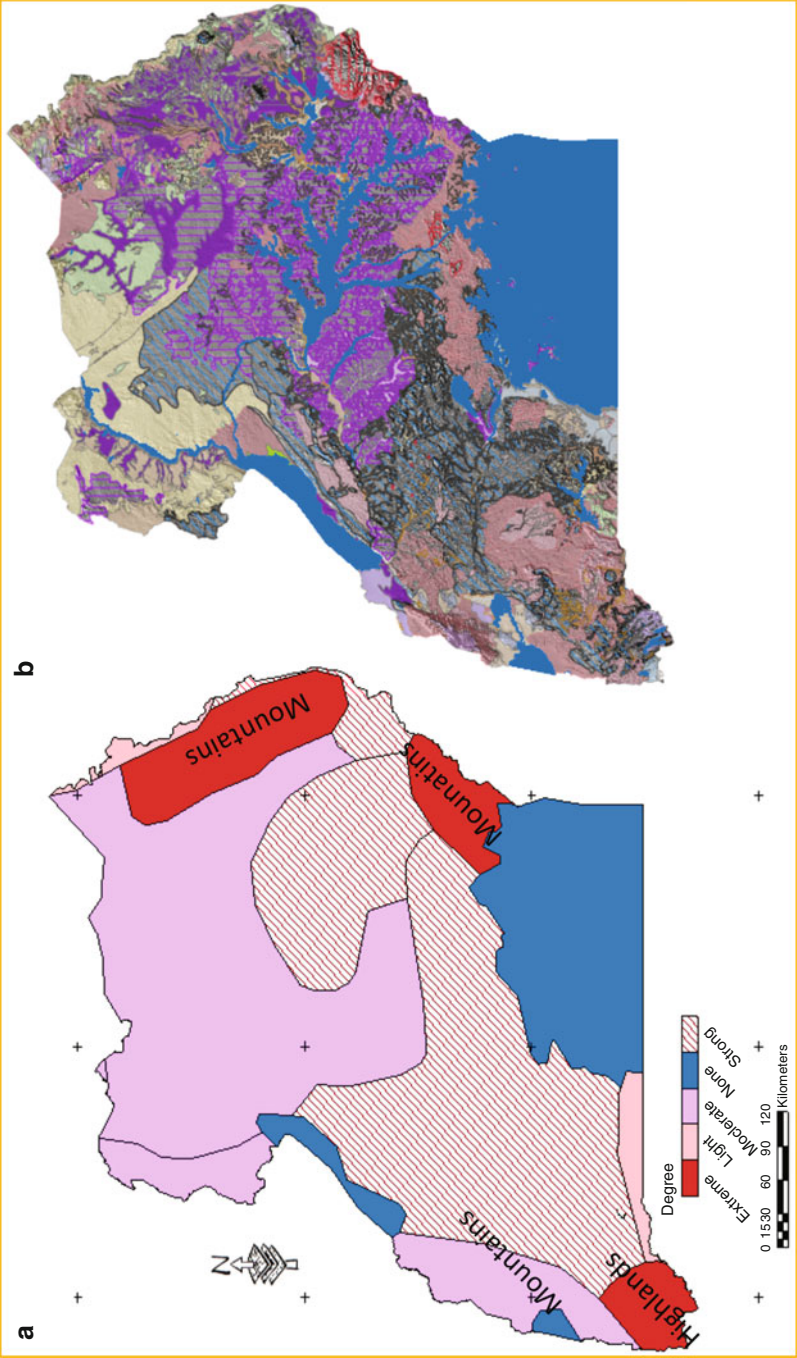 a
b
N
Mountains
Mounatins
Mountains
Highlands
Degree
Extreme
Light
Moderate
None
Strong
0 15 30 60 90 120
Kilometers